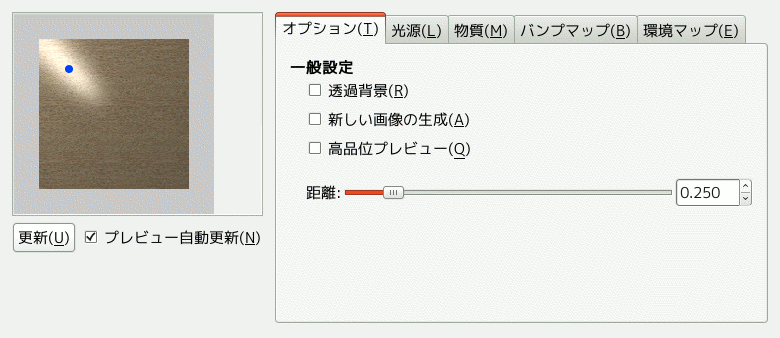 オプション(T) 光源(L) 物質(M) バンプマップ(B) 環境マップ(E)
一般設定
透過背景(R)
新しい画像の生成(A)
高品位プレビュー(Q)
距離: 0.250
更新(U) プレビュー自動更新(N)